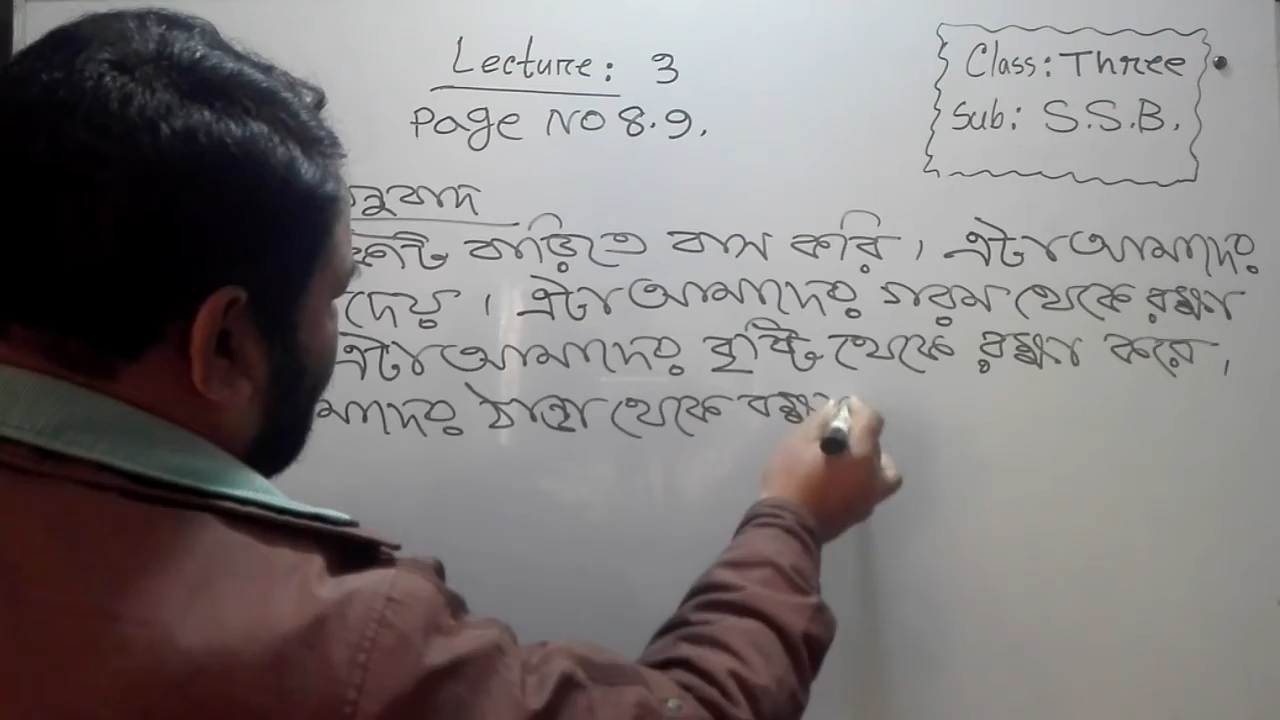 Lecture: 3
Page NO 8.9.
Class: Three
Sub: S.S.B.
নুবাদ
বাড়িতে বাস করি। এটা আমাদের
দেয়। এটা আমাদের গরম থেকে রক্ষা
এটা আমাদের বৃষ্টি থেকে রক্ষা করে,
মাদের ঠান্ডা থেকে রক্ষা